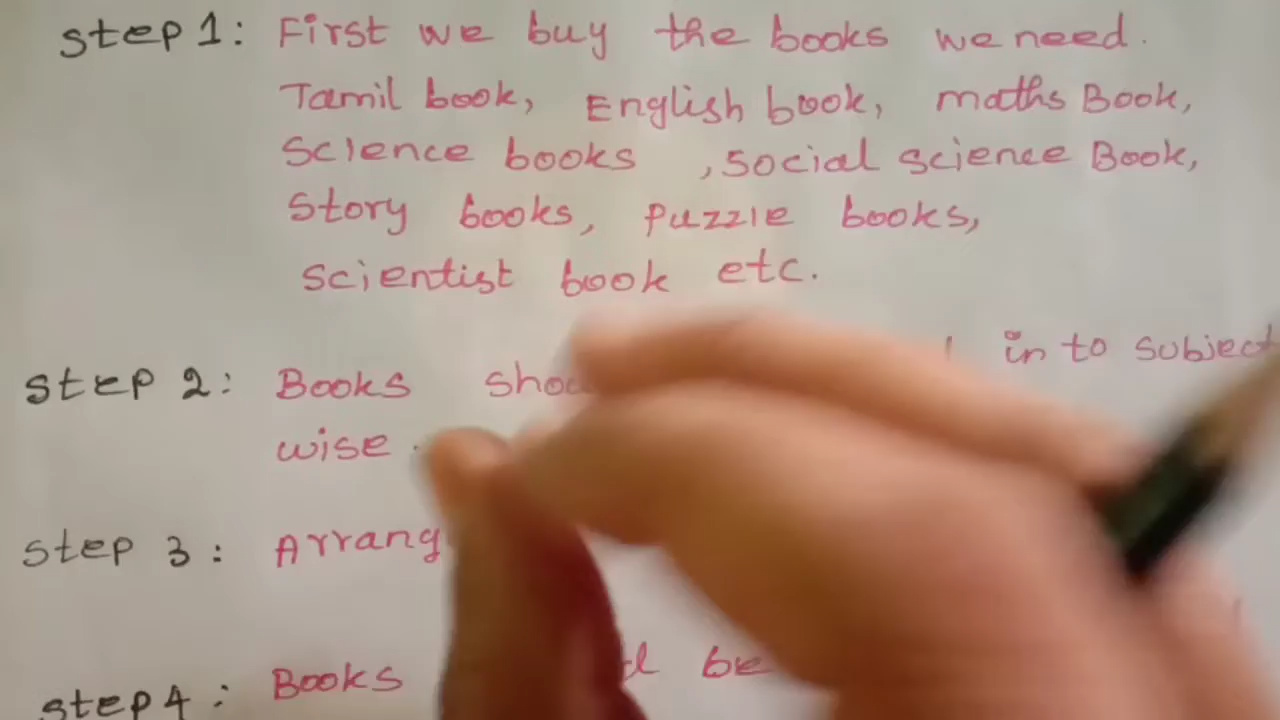 step 1: First we buy the books we need.
Tamil book, English book, maths Book,
Science books , Social science Book,
Story books, Puzzle books,
scientist book etc.
step 2: Books in to subject
wise.
step 3:
step 4: Books be